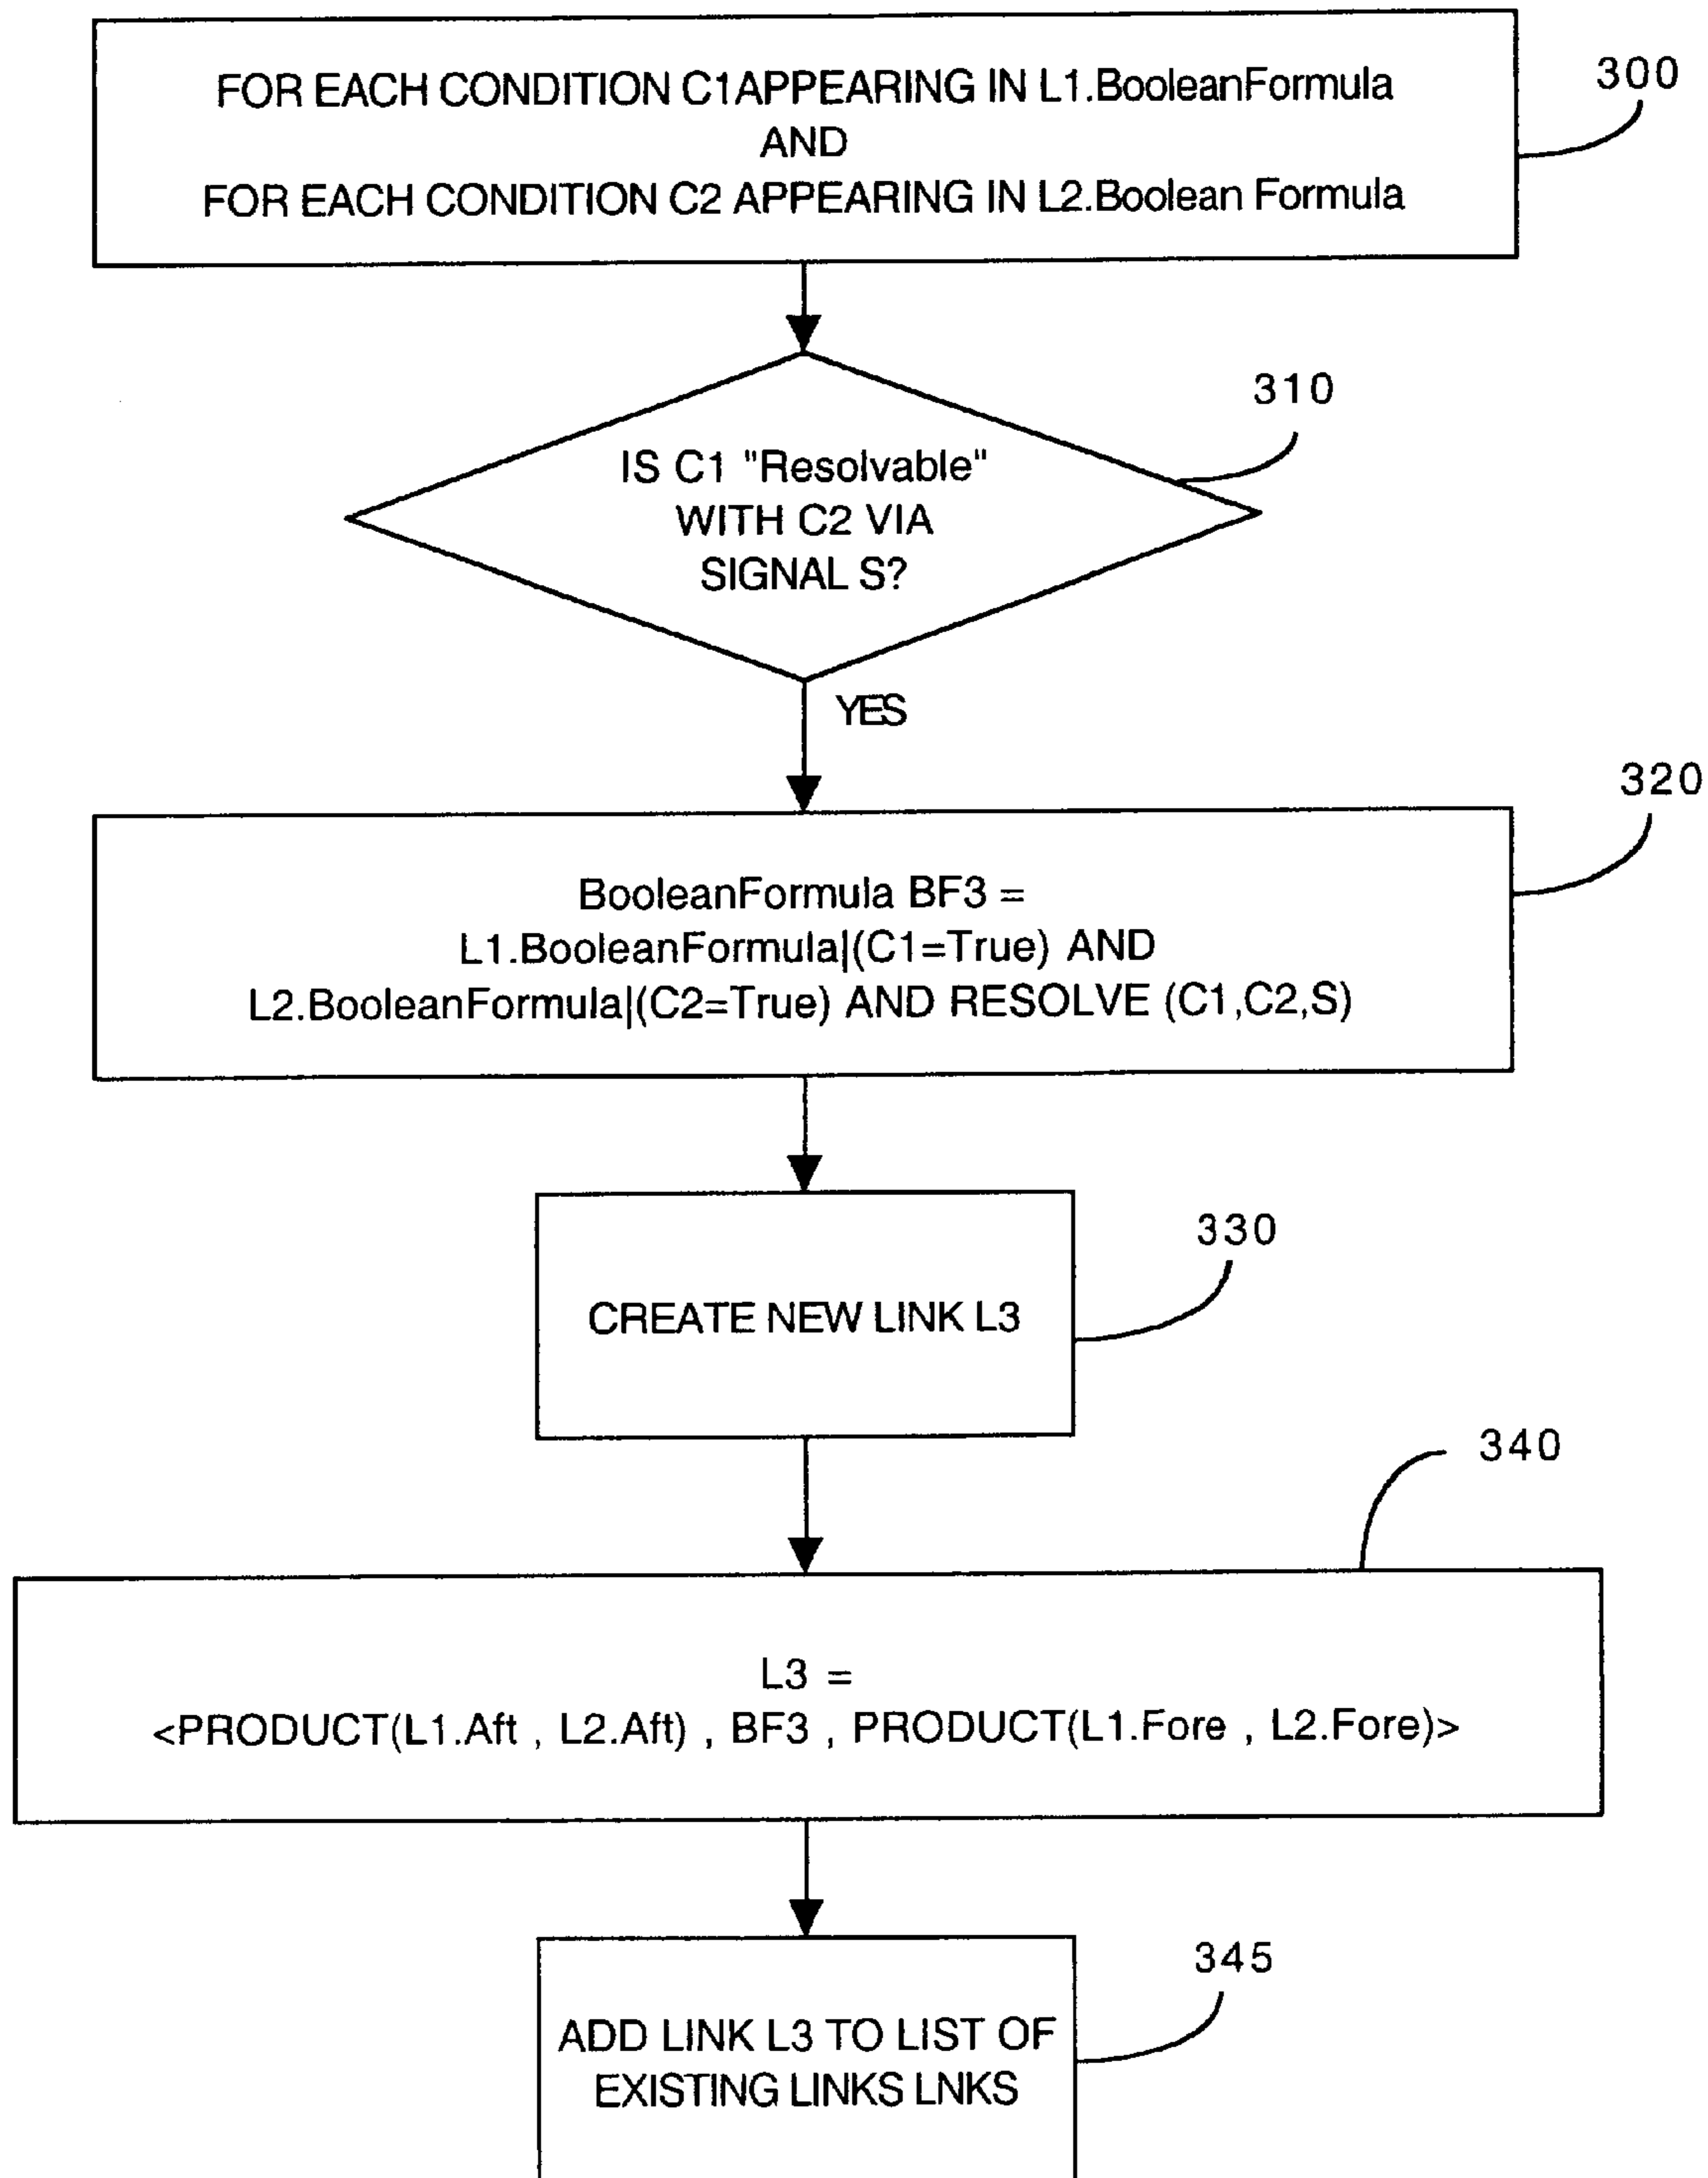 FOR EACH CONDITION C1APPEARING IN L1.BooleanFormula
AND
FOR EACH CONDITION C2 APPEARING IN L2.Boolean Formula
300
310
IS C1 "Resolvable"
WITH C2 VIA
SIGNAL S?
YES
320
BooleanFormula BF3 =
L1.BooleanFormula|(C1=True) AND
L2.BooleanFormula|(C2=True) AND RESOLVE (C1,C2,S)
330
CREATE NEW LINK L3
340
L3 =
<PRODUCT(L1.Aft , L2.Aft) , BF3 , PRODUCT(L1.Fore , L2.Fore)>
345
ADD LINK L3 TO LIST OF
EXISTING LINKS LNKS